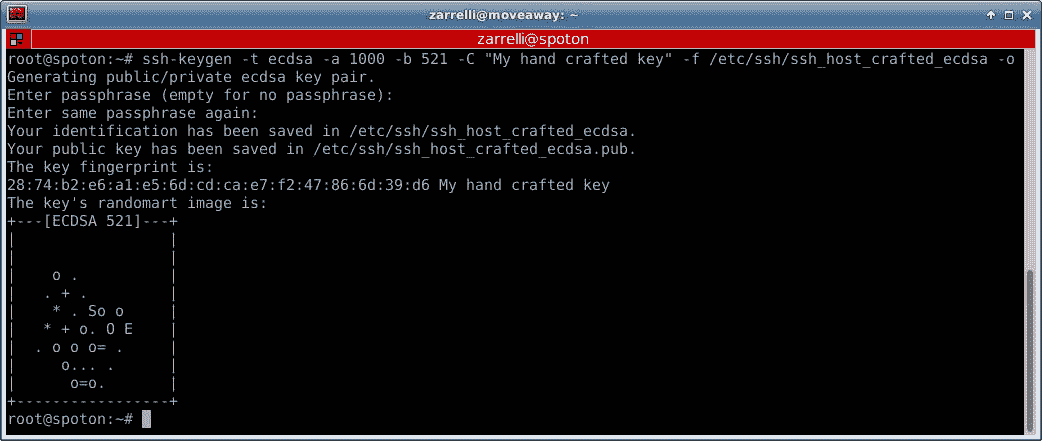 zarrelli@moveaway: ~
zarrelli@spoton
root@spoton:~# ssh-keygen -t ecdsa -a 1000 -b 521 -C "My hand crafted key" -f /etc/ssh/ssh_host_crafted_ecdsa -o
Generating public/private ecdsa key pair.
Enter passphrase (empty for no passphrase):
Enter same passphrase again:
Your identification has been saved in /etc/ssh/ssh_host_crafted_ecdsa.
Your public key has been saved in /etc/ssh/ssh_host_crafted_ecdsa.pub.
The key fingerprint is:
28:74:b2:e6:a1:e5:6d:cd:ca:e7:f2:47:86:6d:39:d6 My hand crafted key
The key's randomart image is:
+---[ECDSA 521]---+
|                 |
|                 |
|    o .          |
|   . + .         |
|    * . So o     |
|   * + o. O E    |
|  . o o o= .     |
|     o... .      |
|      o=o.       |
+-----------------+
root@spoton:~#